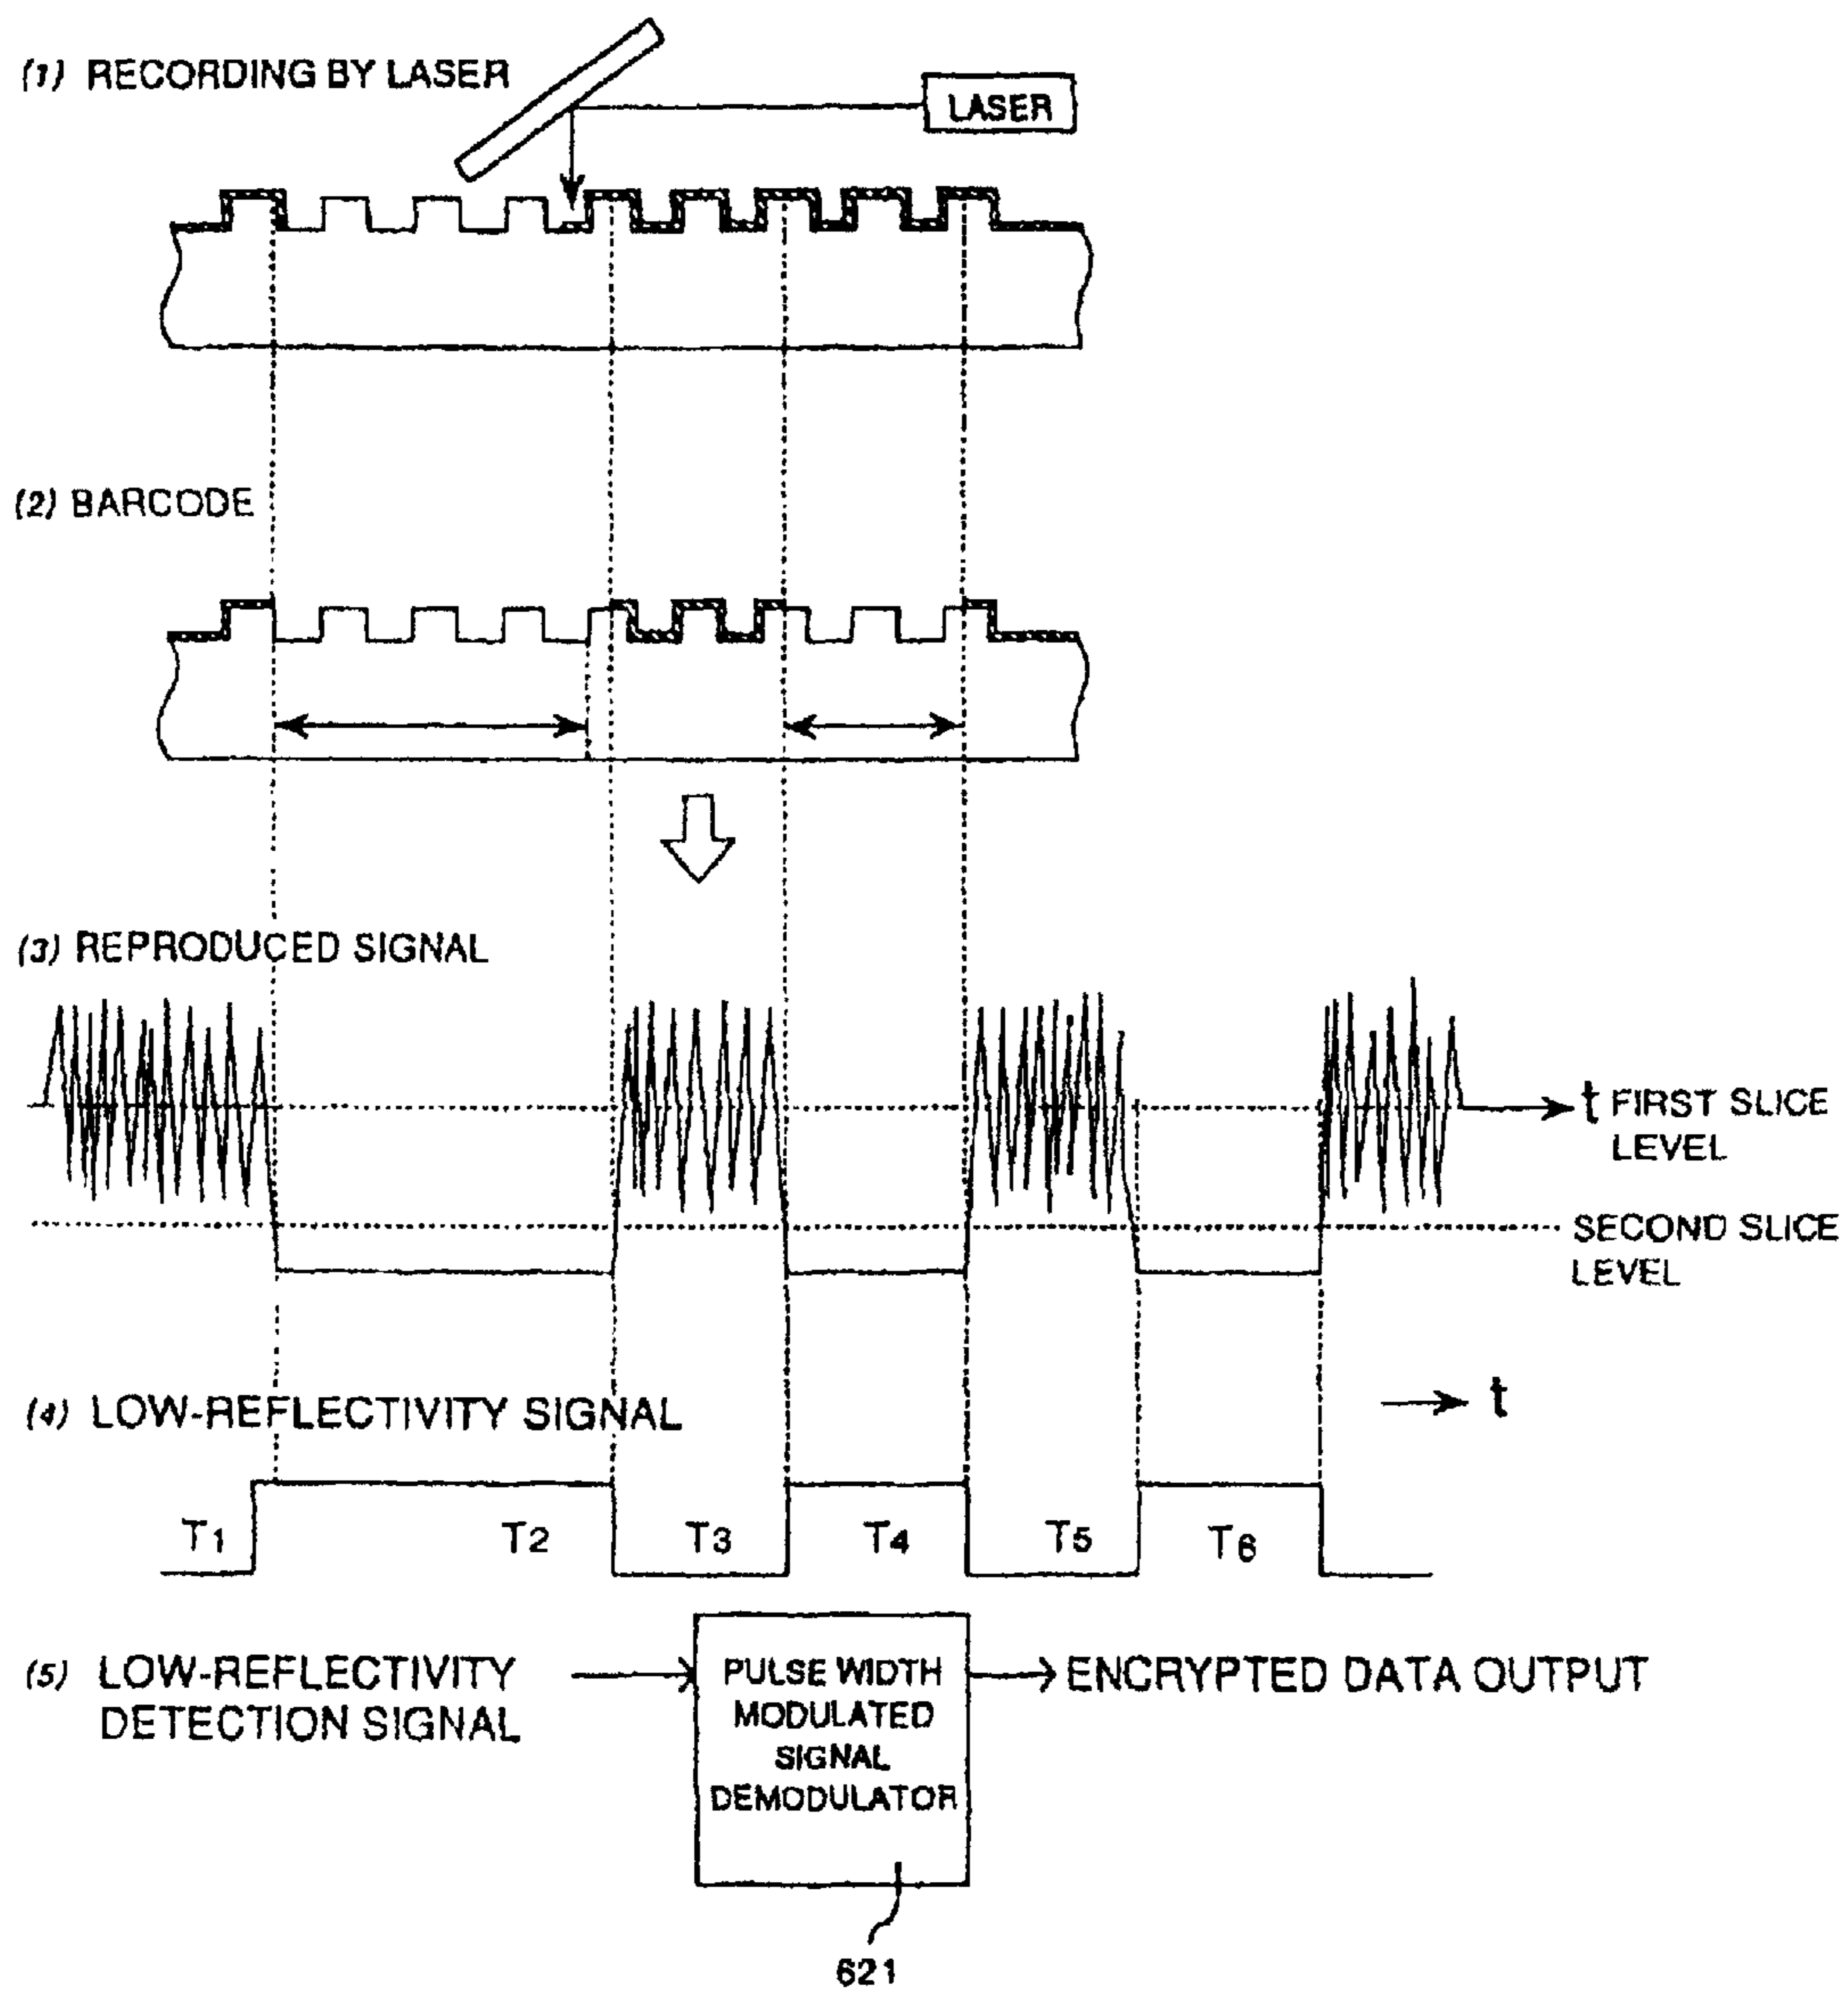 (1) RECORDING BY LASER
LASER
(2) BARCODE
(3) REPRODUCED SIGNAL
t FIRST SLICE
LEVEL
SECOND SLICE
LEVEL
(4) LOW-REFLECTIVITY SIGNAL
t
T1 T2 T3 T4 T5 T6
(5) LOW-REFLECTIVITY
DETECTION SIGNAL
PULSE WIDTH
MODULATED
SIGNAL
DEMODULATOR
ENCRYPTED DATA OUTPUT
621